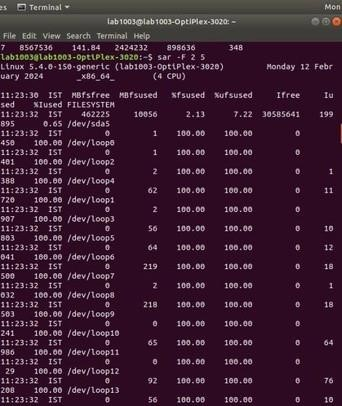 Terminal
Mon
lab1003@lab1003-OptiPlex-3020: ~
File Edit View Search Terminal Help
7 8567536 141.84 2424232 898636 348
lab1003@lab1003-OptiPlex-3020:~$ sar -F 2 5
Linux 5.4.0-150-generic (lab1003-OptiPlex-3020) Monday 12 Feb
uary 2024 _x86_64_ (4 CPU)
11:23:30 IST MBfsfree MBfsused %fsused %ufsused Ifree Iu
sed %Iused FILESYSTEM
11:23:32 IST 462225 10056 2.13 7.22 30585641 199
895 0.65 /dev/sda5
11:23:32 IST 0 1 100.00 100.00 0
450 100.00 /dev/loop0
11:23:32 IST 0 1 100.00 100.00 0
401 100.00 /dev/loop2
11:23:32 IST 0 2 100.00 100.00 0 1
388 100.00 /dev/loop4
11:23:32 IST 0 62 100.00 100.00 0 11
720 100.00 /dev/loop1
11:23:32 IST 0 2 100.00 100.00 0
907 100.00 /dev/loop3
11:23:32 IST 0 56 100.00 100.00 0 10
803 100.00 /dev/loop5
11:23:32 IST 0 64 100.00 100.00 0 12
041 100.00 /dev/loop6
11:23:32 IST 0 219 100.00 100.00 0 18
500 100.00 /dev/loop7
11:23:32 IST 0 2 100.00 100.00 0 1
032 100.00 /dev/loop8
11:23:32 IST 0 218 100.00 100.00 0 18
503 100.00 /dev/loop9
11:23:32 IST 0 0 100.00 100.00 0
241 100.00 /dev/loop10
11:23:32 IST 0 65 100.00 100.00 0 64
986 100.00 /dev/loop11
11:23:32 IST 0 0 100.00 100.00 0
29 100.00 /dev/loop12
11:23:32 IST 0 92 100.00 100.00 0 76
208 100.00 /dev/loop13
11:23:32 IST 0 56 100.00 100.00 0 10